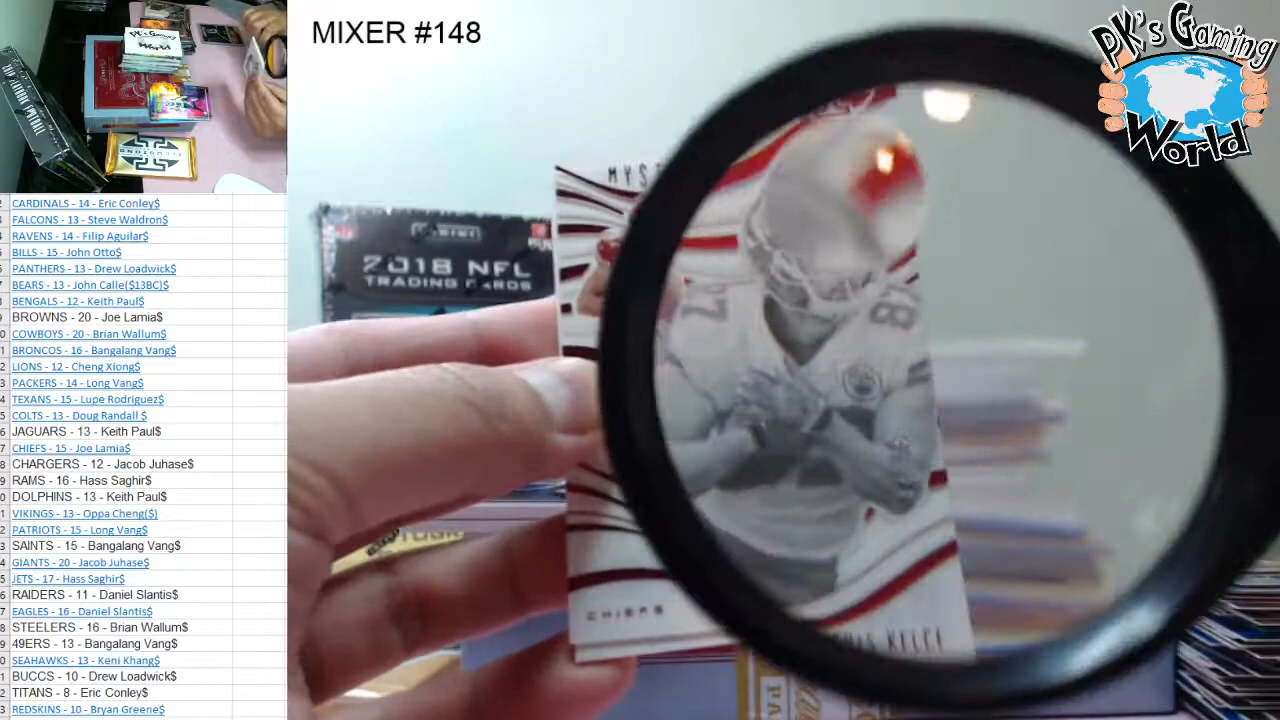 MIXER #148
PK's Gaming
World
CARDINALS - 14 - Eric Conley$
FALCONS - 13 - Steve Waldron$
RAVENS - 14 - Filip Aguilar$
BILLS - 15 - John Otto$
PANTHERS - 13 - Drew Loadwick$
BEARS - 13 - John Calle($13BC)$
BENGALS - 12 - Keith Paul$
BROWNS - 20 - Joe Lamia$
COWBOYS - 20 - Brian Wallum$
BRONCOS - 16 - Bangalang Vang$
LIONS - 12 - Cheng Xiong$
PACKERS - 14 - Long Vang$
TEXANS - 15 - Lupe Rodriguez$
COLTS - 13 - Doug Randall $
JAGUARS - 13 - Keith Paul$
CHIEFS - 15 - Joe Lamia$
CHARGERS - 12 - Jacob Juhase$
RAMS - 16 - Hass Saghir$
DOLPHINS - 13 - Keith Paul$
VIKINGS - 13 - Oppa Cheng($)
PATRIOTS - 15 - Long Vang$
SAINTS - 15 - Bangalang Vang$
GIANTS - 20 - Jacob Juhase$
JETS - 17 - Hass Saghir$
RAIDERS - 11 - Daniel Slantis$
EAGLES - 16 - Daniel Slantis$
STEELERS - 16 - Brian Wallum$
49ERS - 13 - Bangalang Vang$
SEAHAWKS - 13 - Keni Khang$
BUCCS - 10 - Drew Loadwick$
TITANS - 8 - Eric Conley$
REDSKINS - 10 - Bryan Greene$
PANINI
2018 NFL
TRADING CARDS
87
CHIEFS
KELCE